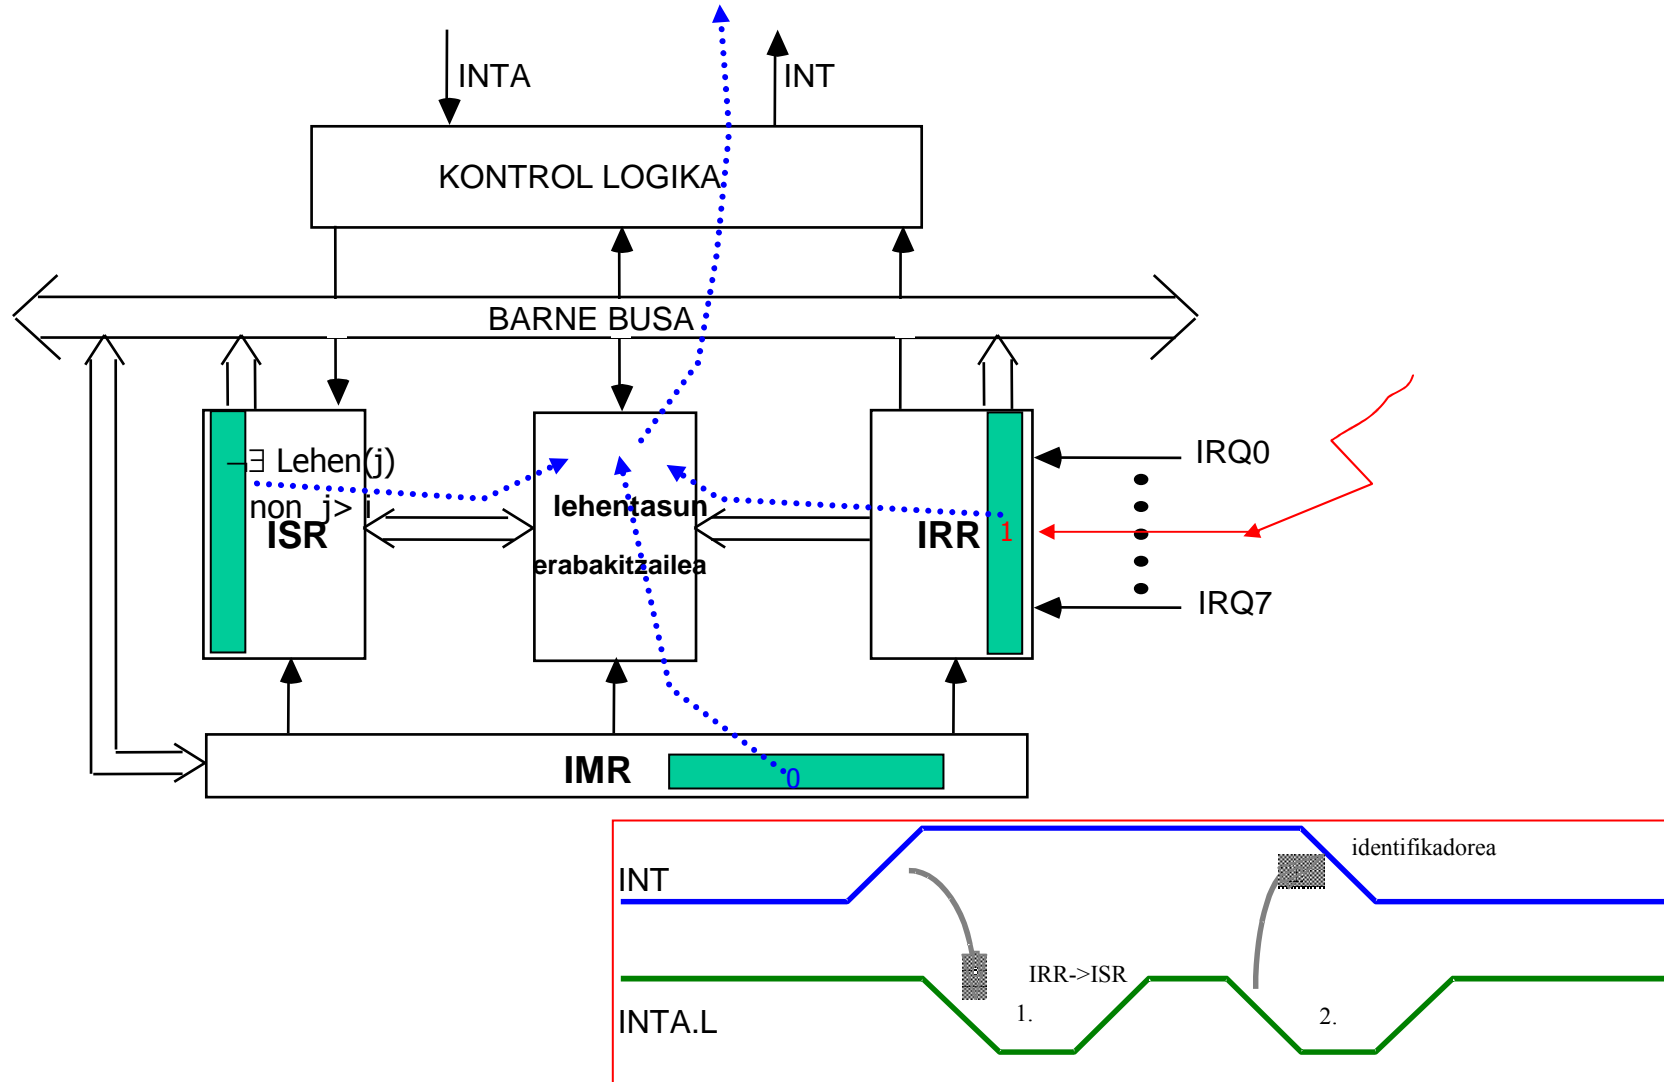 INTA
INT
KONTROL LOGIKA
BARNE BUSA
¬∃ Lehen(j)
non j> i
ISR
lehentasun
erabakitzailea
IRR
1
IRQ0
IRQ7
IMR
0
identifikadorea
INT
IRR->ISR
1.
2.
INTA.L